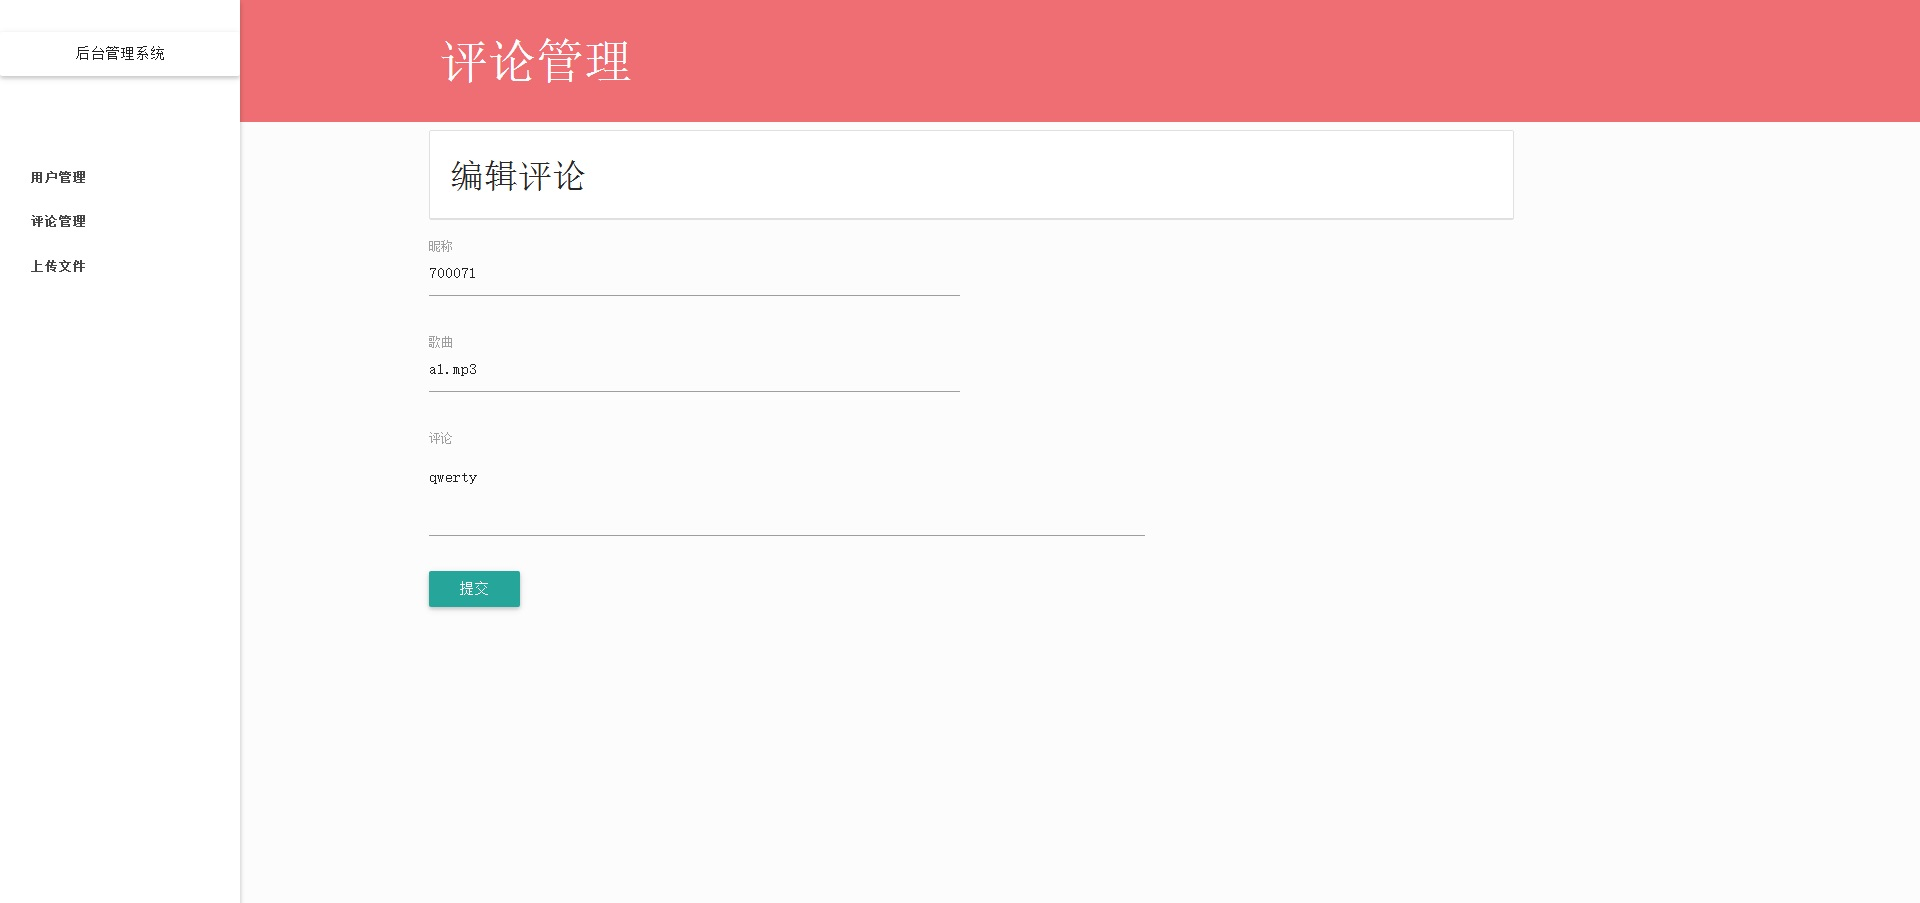 后台管理系统
用户管理
评论管理
上传文件
评论管理
编辑评论
昵称
700071
歌曲
a1.mp3
评论
qwerty
提交